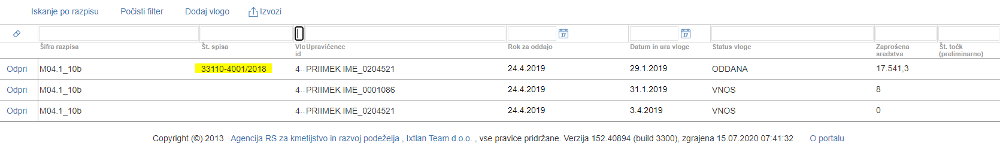 Iskanje po razpisu Počisti filter Dodaj vlogo Izvozi
17 17
Šifra razpisa Št. spisa Vlo id Upravičenec Rok za oddajo Datum in ura vloge Status vloge Zaprošena sredstva Št. točk (preliminarno)
Odpri M04.1_10b 33110-4001/2018 4.. PRIIMEK IME_0204521 24.4.2019 29.1.2019 ODDANA 17.541,3
Odpri M04.1_10b 4.. PRIIMEK IME_0001086 24.4.2019 31.1.2019 VNOS 8
Odpri M04.1_10b 4.. PRIIMEK IME_0204521 24.4.2019 3.4.2019 VNOS 0
Copyright (©) 2013 Agencija RS za kmetijstvo in razvoj podeželja , Ixtlan Team d.o.o. , vse pravice pridržane. Verzija 152.40894 (build 3300), zgrajena 15.07.2020 07:41:32 O portalu